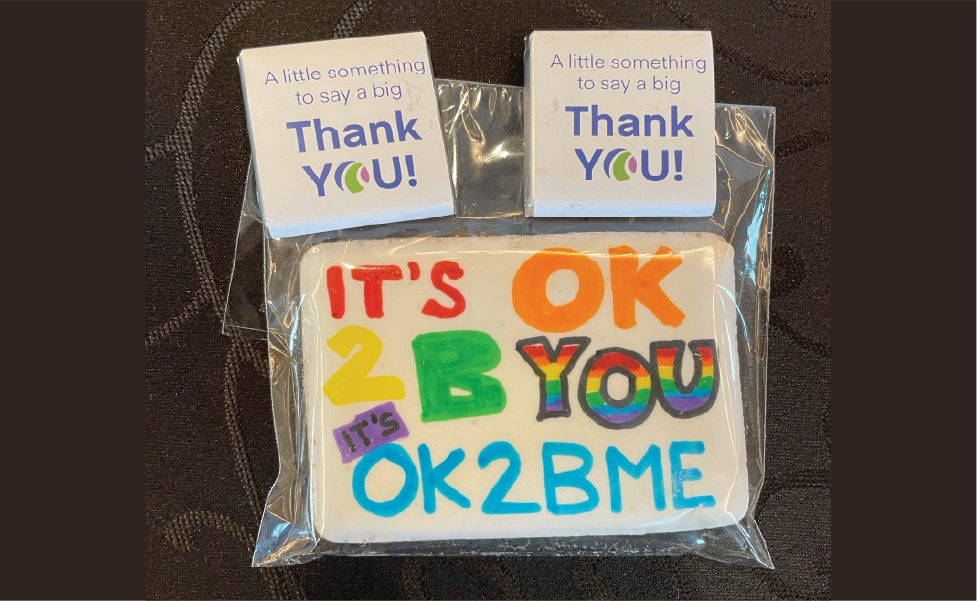 A little something
to say a big
Thank
YOU!
A little something
to say a big
Thank
YOU!
IT'S OK
2 B YOU
IT'S
OK2BME